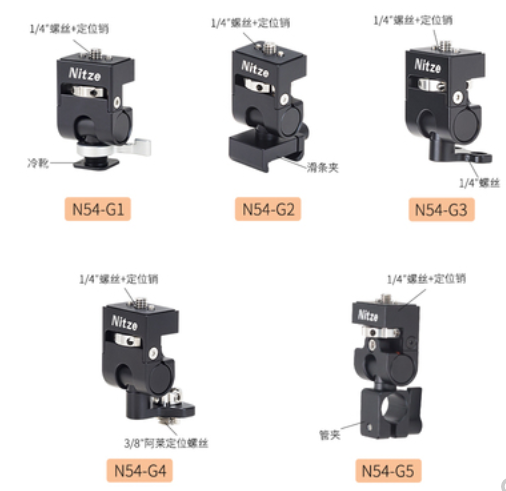 1/4"螺丝+定位销
1/4"螺丝+定位销
1/4"螺丝+定位销
Nitze
Nitze
Nitze
冷靴
滑条夹
1/4"螺丝
N54-G1
N54-G2
N54-G3
1/4"螺丝+定位销
1/4"螺丝+定位销
Nitze
Nitze
3/8"阿莱定位螺丝
管夹
N54-G4
N54-G5